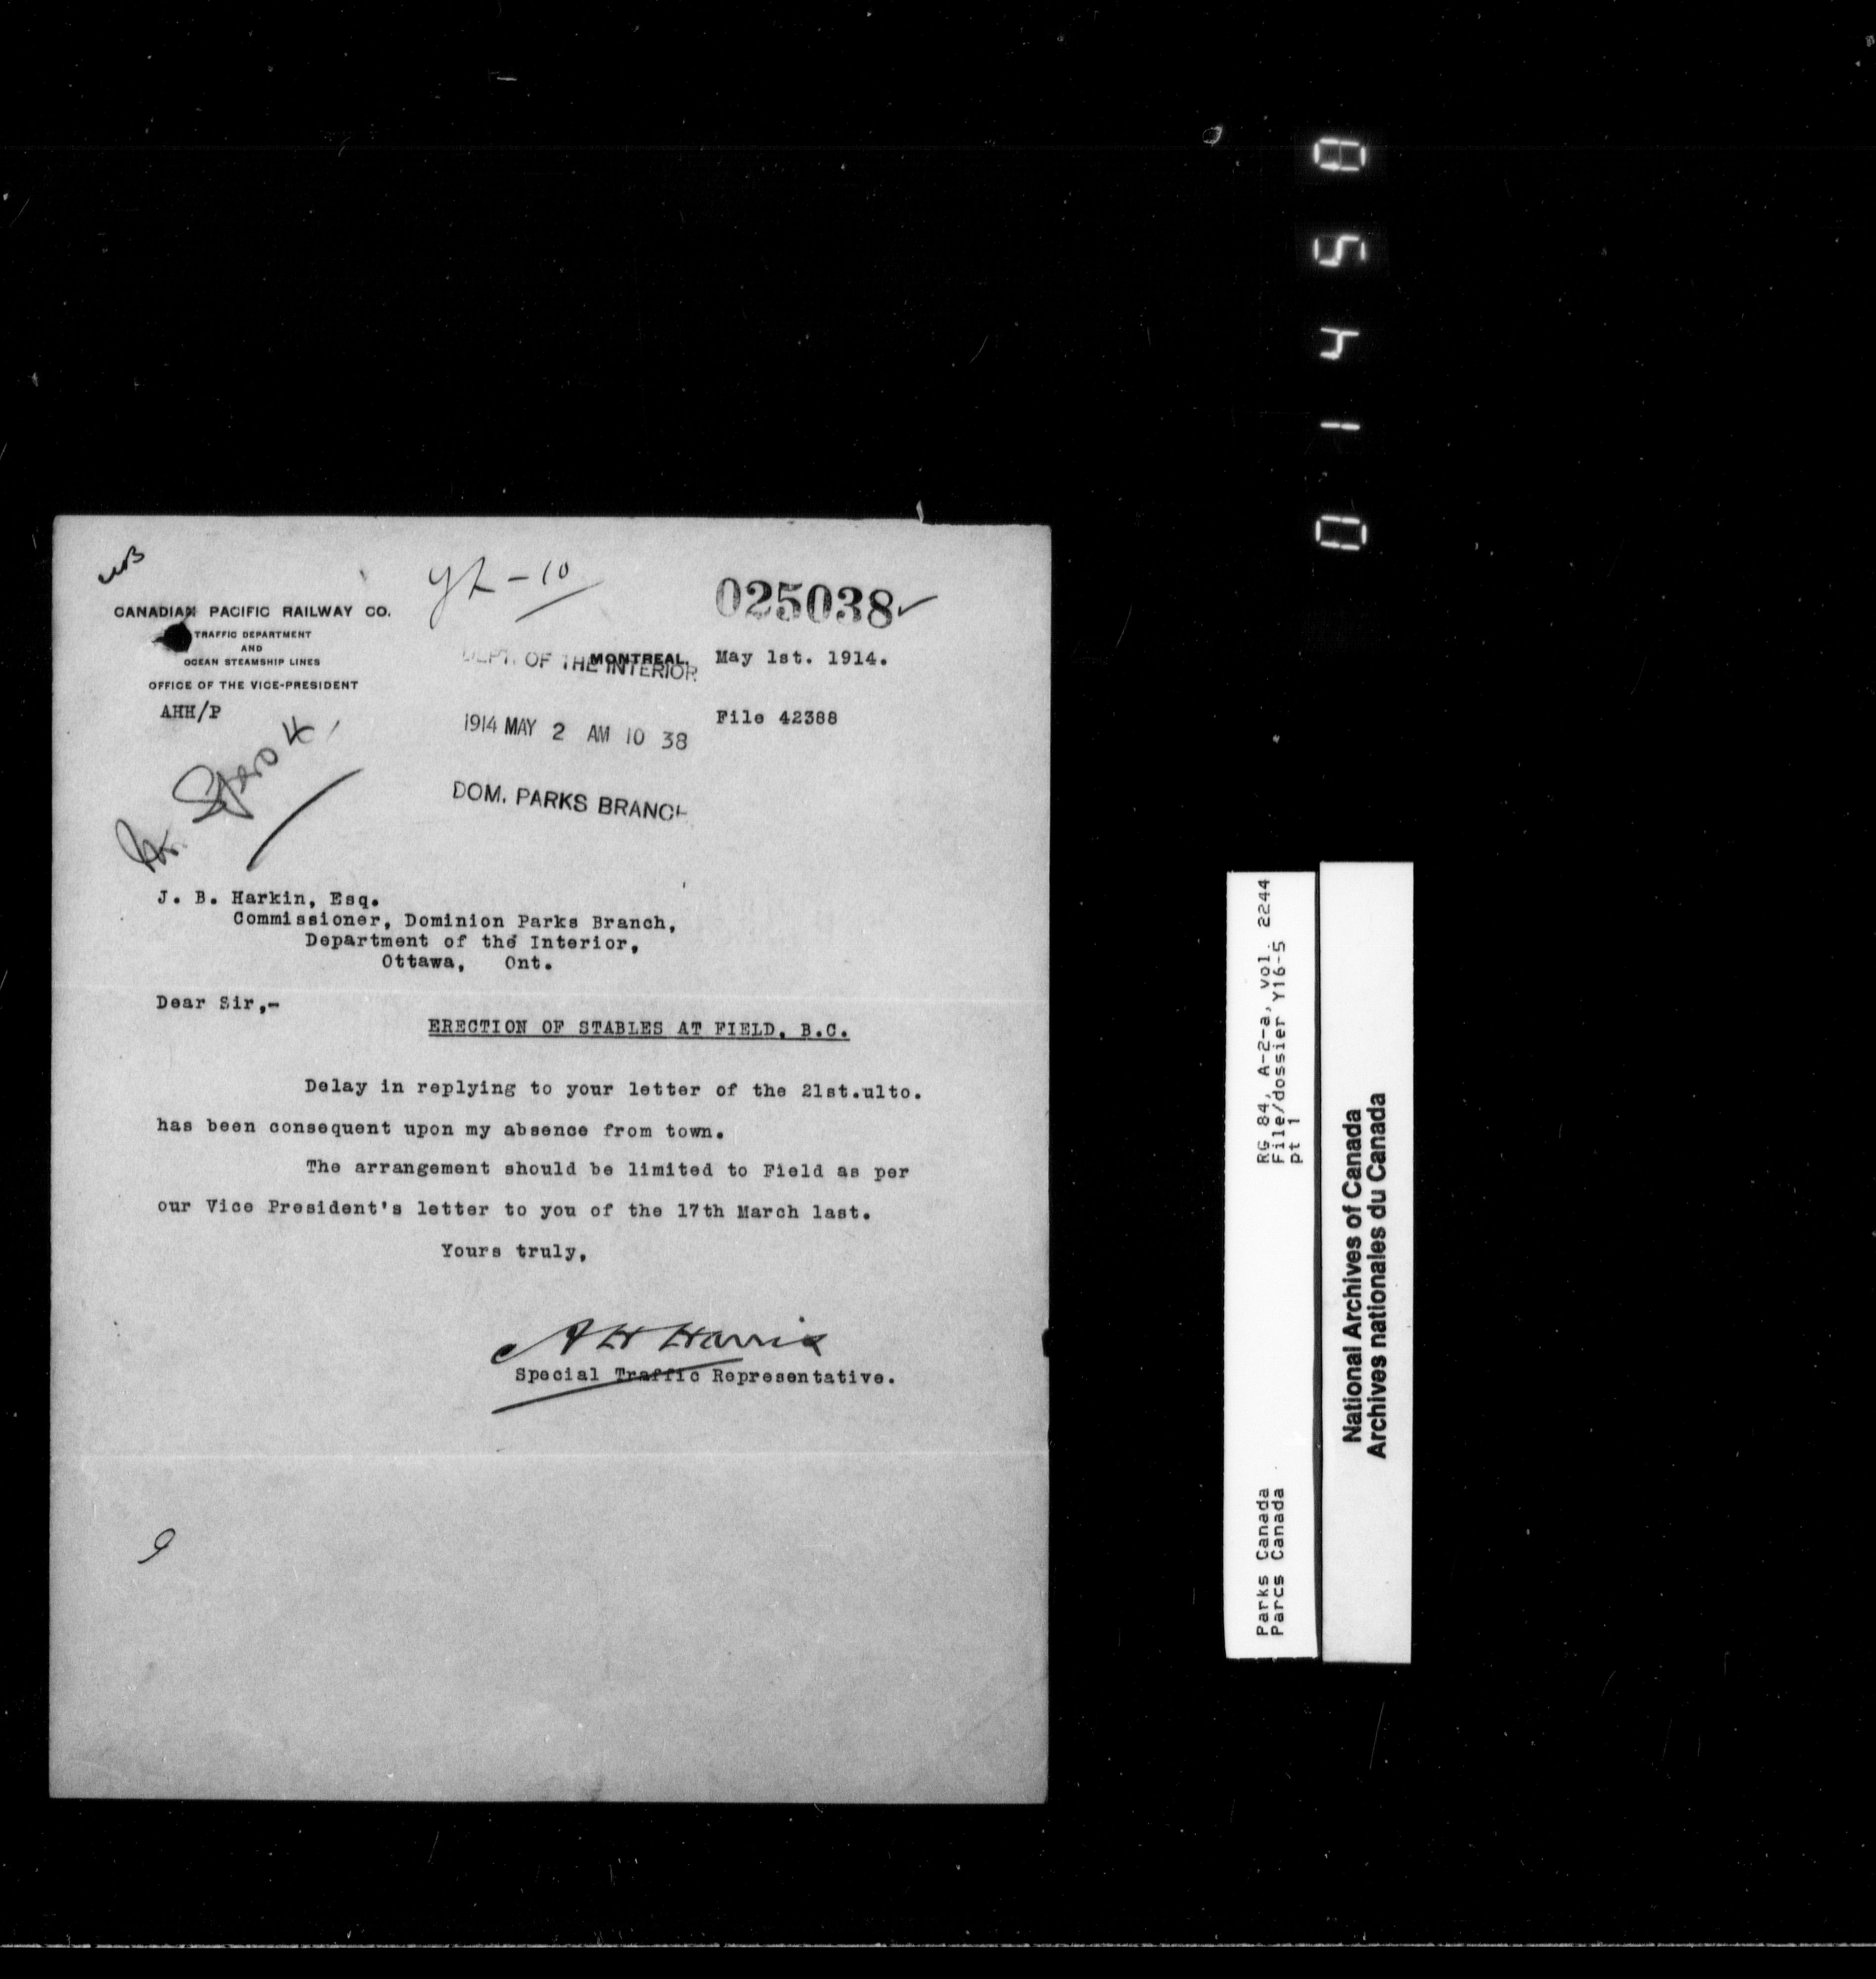 025038
CANADIAN PACIFIC RAILWAY CO.
TRAFFIC DEPARTMENT
AND
OCEAN STEAMSHIP LINES
OFFICE OF THE VICE-PRESIDENT
AHH/P
DEPT. OF THE INTERIOR
MONTREAL, May 1st. 1914.
1914 MAY 2 AM 10 38
File 42388
DOM. PARKS BRANCH
J. B. Harkin, Esq.
Commissioner, Dominion Parks Branch,
Department of the Interior,
Ottawa, Ont.
Dear Sir,-
ERECTION OF STABLES AT FIELD, B.C.
Delay in replying to your letter of the 21st.ulto.
has been consequent upon my absence from town.
The arrangement should be limited to Field as per
our Vice President's letter to you of the 17th March last.
Yours truly,
A H Harris
Special Traffic Representative.
9
RG 84, A-2-a, vol. 2244
File/dossier Y16-5
pt 1
Parks Canada
Parcs Canada
National Archives of Canada
Archives nationales du Canada